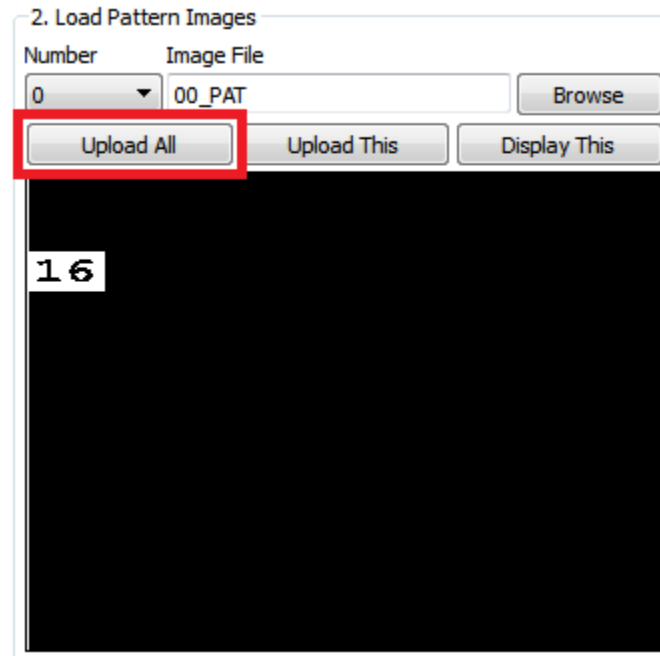 2. Load Pattern Images
Number Image File
0 00_PAT Browse
Upload All Upload This Display This
16